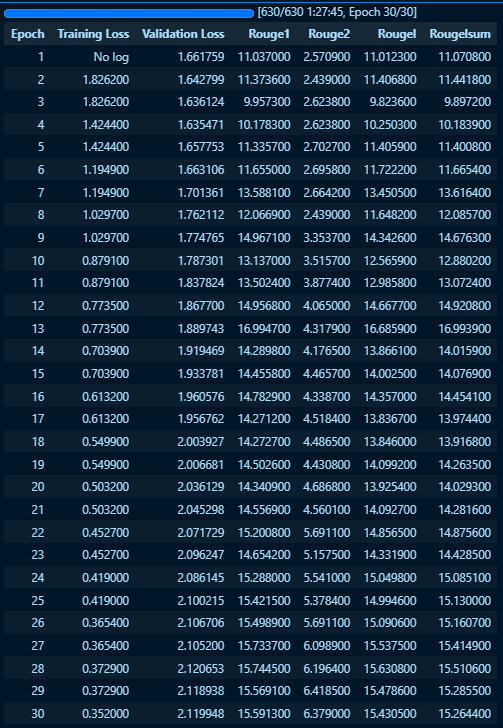 [630/630 1:27:45, Epoch 30/30]
Epoch Training Loss Validation Loss Rouge1 Rouge2 Rougel Rougelsum
1 No log 1.661759 11.037000 2.570900 11.012300 11.070800
2 1.826200 1.642799 11.373600 2.439000 11.406800 11.441800
3 1.826200 1.636124 9.957300 2.623800 9.823600 9.897200
4 1.424400 1.635471 10.178300 2.623800 10.250300 10.183900
5 1.424400 1.657753 11.335700 2.702700 11.405900 11.400800
6 1.194900 1.663106 11.655000 2.695800 11.722200 11.665400
7 1.194900 1.701361 13.588100 2.664200 13.450500 13.616400
8 1.029700 1.762112 12.066900 2.439000 11.648200 12.085700
9 1.029700 1.774765 14.967100 3.353700 14.342600 14.676300
10 0.879100 1.787301 13.137000 3.515700 12.565900 12.880200
11 0.879100 1.837824 13.502400 3.877400 12.985800 13.072400
12 0.773500 1.867700 14.956800 4.065000 14.667700 14.920800
13 0.773500 1.889743 16.994700 4.317900 16.685900 16.993900
14 0.703900 1.919469 14.289800 4.176500 13.866100 14.015900
15 0.703900 1.933781 14.455800 4.465700 14.002500 14.076900
16 0.613200 1.960576 14.782900 4.338700 14.357000 14.454100
17 0.613200 1.956762 14.271200 4.518400 13.836700 13.974400
18 0.549900 2.003927 14.272700 4.486500 13.846000 13.916800
19 0.549900 2.006681 14.502600 4.430800 14.099200 14.263500
20 0.503200 2.036129 14.340900 4.686800 13.925400 14.029300
21 0.503200 2.045298 14.556900 4.560100 14.092700 14.281600
22 0.452700 2.071729 15.200800 5.691100 14.856500 14.875600
23 0.452700 2.096247 14.654200 5.157500 14.331900 14.428500
24 0.419000 2.086145 15.288000 5.541000 15.049800 15.085100
25 0.419000 2.100215 15.421500 5.378400 14.994600 15.130000
26 0.365400 2.106706 15.498900 5.691100 15.090600 15.160700
27 0.365400 2.105200 15.733700 6.098900 15.537500 15.414900
28 0.372900 2.120653 15.744500 6.196400 15.630800 15.510600
29 0.372900 2.118938 15.569100 6.418500 15.478600 15.285500
30 0.352000 2.119948 15.591300 6.379000 15.430500 15.264400